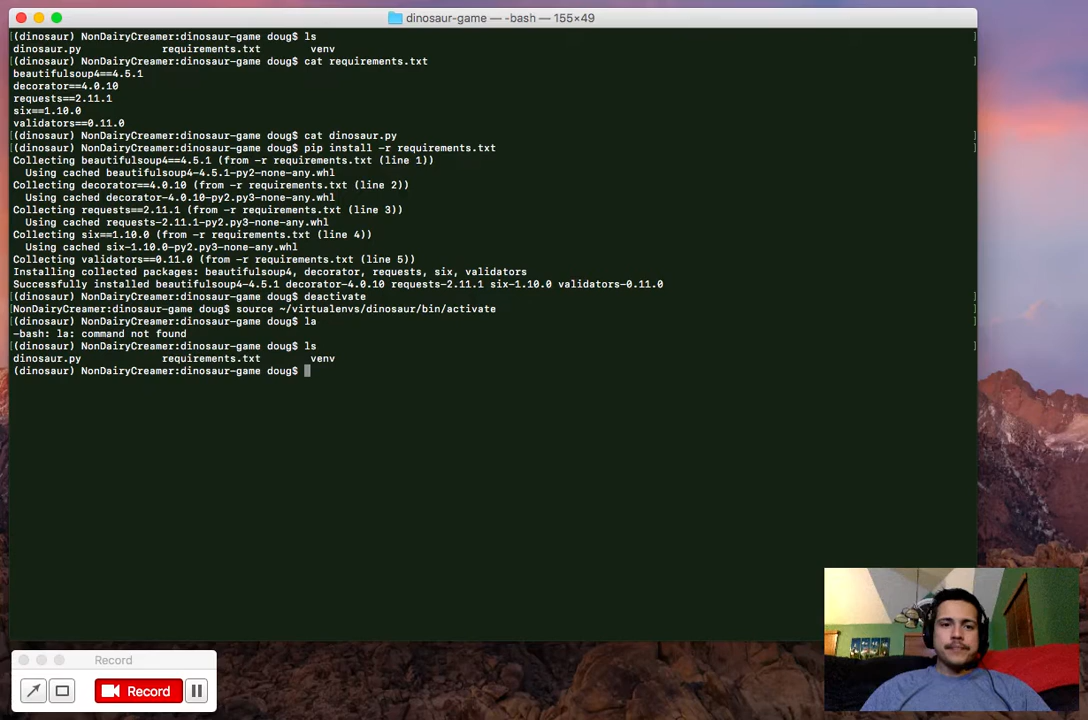 dinosaur-game — -bash — 155×49
[(dinosaur) NonDairyCreamer:dinosaur-game doug$ ls ]
dinosaur.py requirements.txt venv
[(dinosaur) NonDairyCreamer:dinosaur-game doug$ cat requirements.txt ]
beautifulsoup4==4.5.1
decorator==4.0.10
requests==2.11.1
six==1.10.0
validators==0.11.0
[(dinosaur) NonDairyCreamer:dinosaur-game doug$ cat dinosaur.py ]
[(dinosaur) NonDairyCreamer:dinosaur-game doug$ pip install -r requirements.txt ]
Collecting beautifulsoup4==4.5.1 (from -r requirements.txt (line 1))
Using cached beautifulsoup4-4.5.1-py2-none-any.whl
Collecting decorator==4.0.10 (from -r requirements.txt (line 2))
Using cached decorator-4.0.10-py2.py3-none-any.whl
Collecting requests==2.11.1 (from -r requirements.txt (line 3))
Using cached requests-2.11.1-py2.py3-none-any.whl
Collecting six==1.10.0 (from -r requirements.txt (line 4))
Using cached six-1.10.0-py2.py3-none-any.whl
Collecting validators==0.11.0 (from -r requirements.txt (line 5))
Installing collected packages: beautifulsoup4, decorator, requests, six, validators
Successfully installed beautifulsoup4-4.5.1 decorator-4.0.10 requests-2.11.1 six-1.10.0 validators-0.11.0
[(dinosaur) NonDairyCreamer:dinosaur-game doug$ deactivate ]
[NonDairyCreamer:dinosaur-game doug$ source ~/virtualenvs/dinosaur/bin/activate ]
[(dinosaur) NonDairyCreamer:dinosaur-game doug$ la ]
-bash: la: command not found
[(dinosaur) NonDairyCreamer:dinosaur-game doug$ ls ]
dinosaur.py requirements.txt venv
(dinosaur) NonDairyCreamer:dinosaur-game doug$
Record
Record